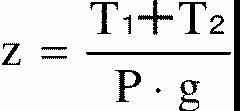 z = (T₁+T₂) / (P · g)